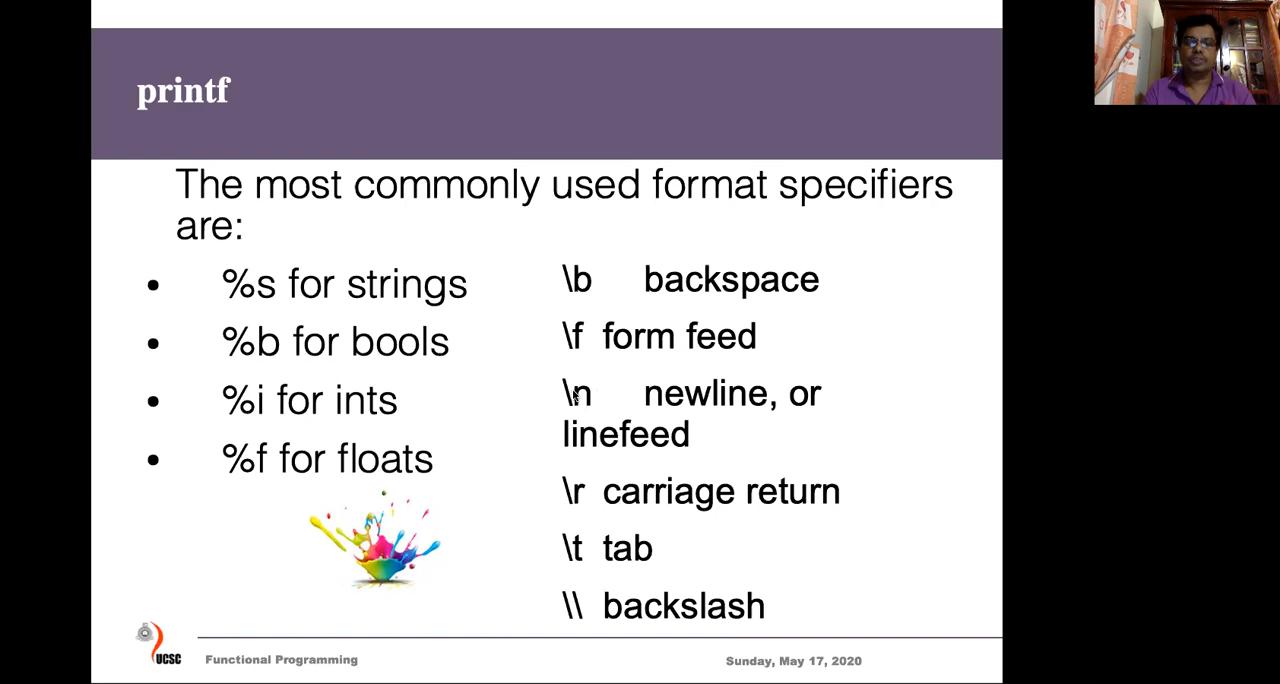 printf
The most commonly used format specifiers
are:
• %s for strings
• %b for bools
• %i for ints
• %f for floats
\b backspace
\f form feed
\n newline, or
linefeed
\r carriage return
\t tab
\\ backslash
UCSC
Functional Programming
Sunday, May 17, 2020